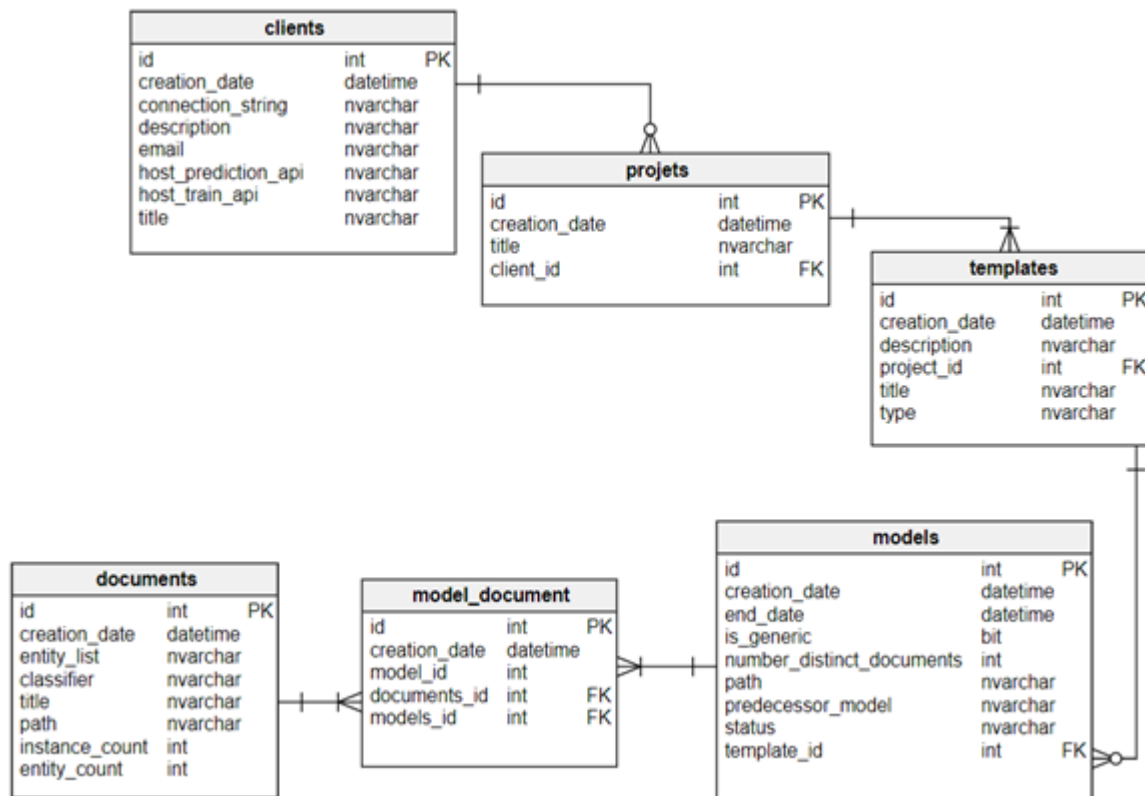 clients
id int PK
creation_date datetime
connection_string nvarchar
description nvarchar
email nvarchar
host_prediction_api nvarchar
host_train_api nvarchar
title nvarchar
projets
id int PK
creation_date datetime
title nvarchar
client_id int FK
templates
id int PK
creation_date datetime
description nvarchar
project_id int FK
title nvarchar
type nvarchar
documents
id int PK
creation_date datetime
entity_list nvarchar
classifier nvarchar
title nvarchar
path nvarchar
instance_count int
entity_count int
model_document
id int PK
creation_date datetime
model_id int
documents_id int FK
models_id int FK
models
id int PK
creation_date datetime
end_date datetime
is_generic bit
number_distinct_documents int
path nvarchar
predecessor_model nvarchar
status nvarchar
template_id int FK